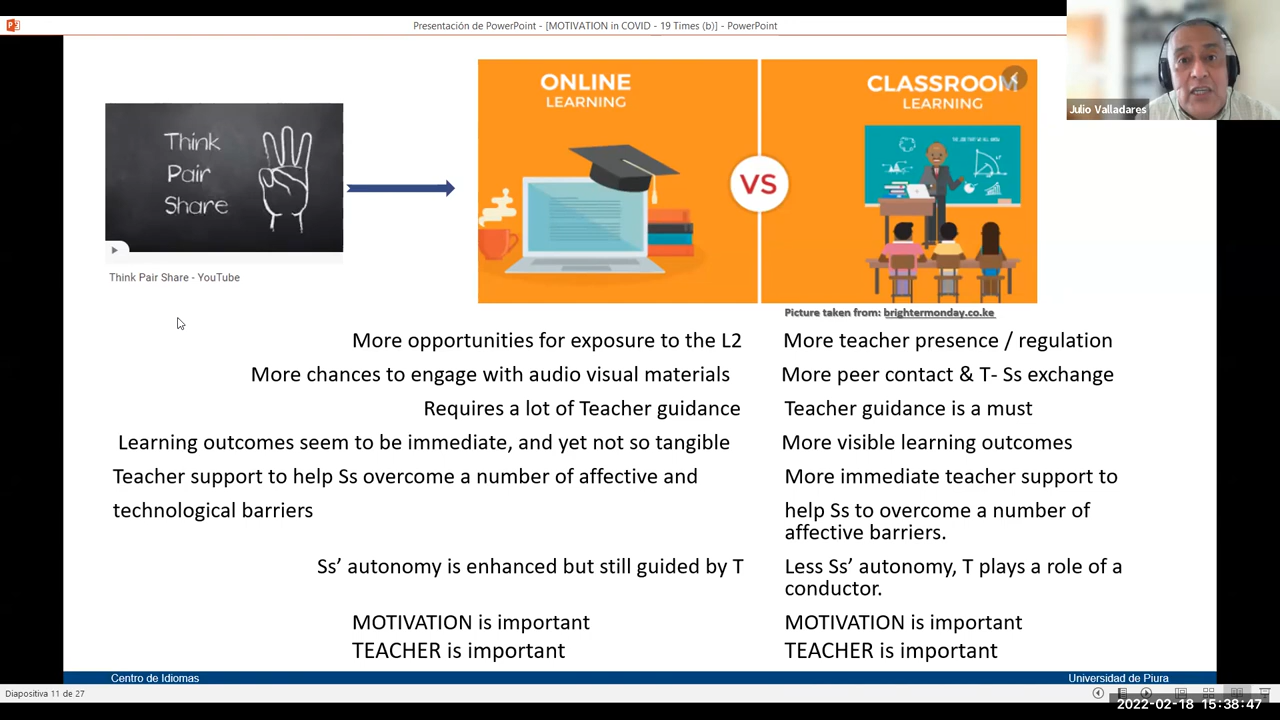 Presentación de PowerPoint - [MOTIVATION in COVID - 19 Times (b)] - PowerPoint
Julio Valladares
Think
Pair
Share
Think Pair Share - YouTube
ONLINE
LEARNING
VS
CLASSROOM
LEARNING
Picture taken from: brightermonday.co.ke
More opportunities for exposure to the L2
More chances to engage with audio visual materials
Requires a lot of Teacher guidance
Learning outcomes seem to be immediate, and yet not so tangible
Teacher support to help Ss overcome a number of affective and
technological barriers
Ss’ autonomy is enhanced but still guided by T
MOTIVATION is important
TEACHER is important
More teacher presence / regulation
More peer contact & T- Ss exchange
Teacher guidance is a must
More visible learning outcomes
More immediate teacher support to
help Ss to overcome a number of
affective barriers.
Less Ss’ autonomy, T plays a role of a
conductor.
MOTIVATION is important
TEACHER is important
Centro de Idiomas
Universidad de Piura
Diapositiva 11 de 27
2022-02-18 15:38:47